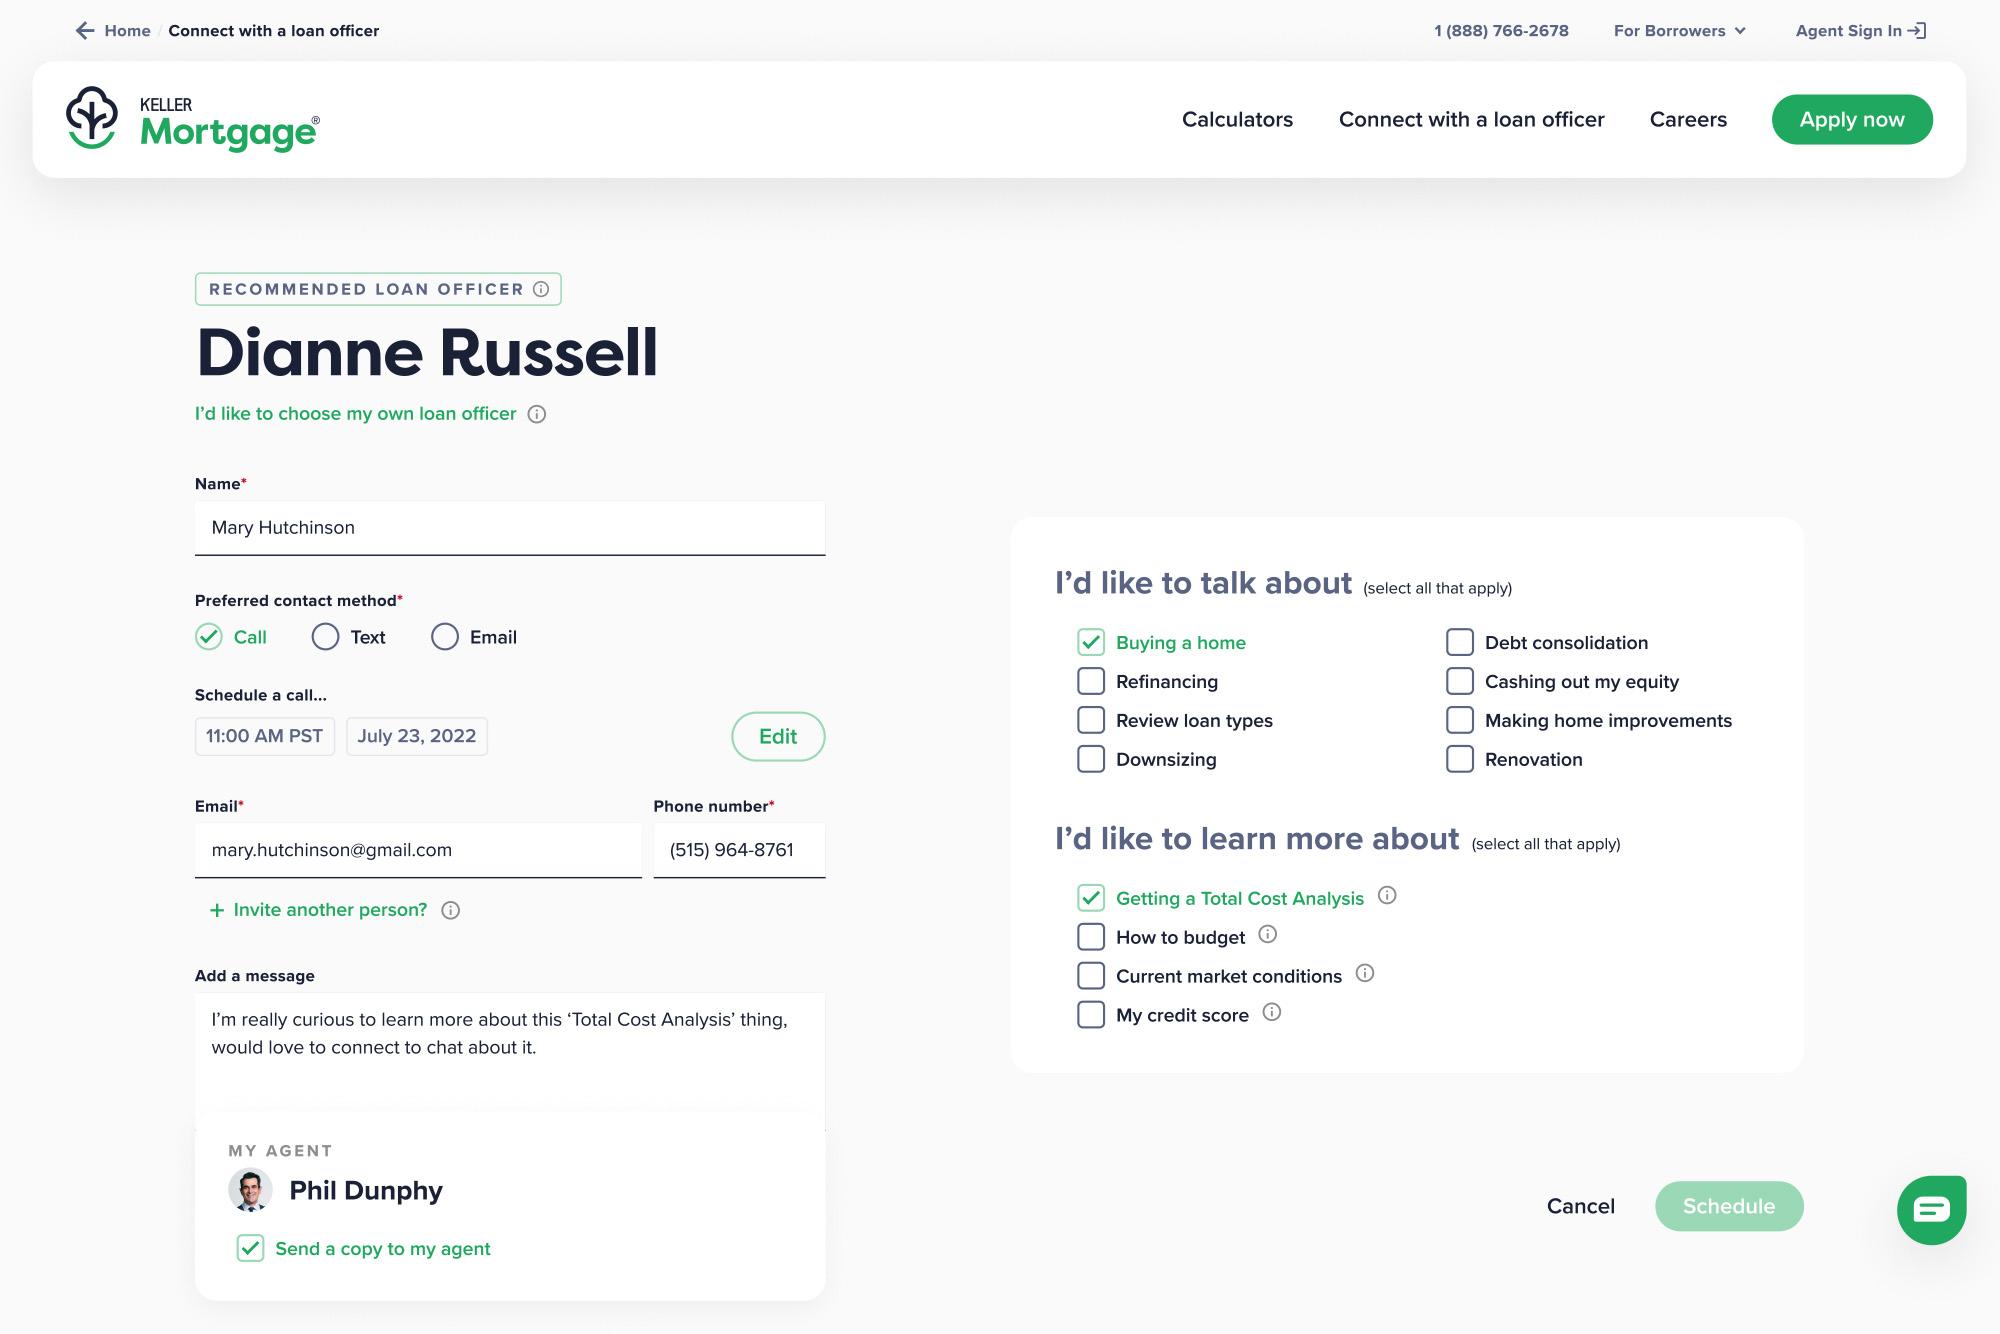 Home / Connect with a loan officer
1 (888) 766-2678
For Borrowers
Agent Sign In
KELLER
Mortgage®
Calculators
Connect with a loan officer
Careers
Apply now
RECOMMENDED LOAN OFFICER
Dianne Russell
I’d like to choose my own loan officer
Name*
Mary Hutchinson
Preferred contact method*
Call
Text
Email
Schedule a call...
11:00 AM PST
July 23, 2022
Edit
Email*
Phone number*
mary.hutchinson@gmail.com
(515) 964-8761
+ Invite another person?
Add a message
I’m really curious to learn more about this ‘Total Cost Analysis’ thing,
would love to connect to chat about it.
MY AGENT
Phil Dunphy
Send a copy to my agent
I’d like to talk about (select all that apply)
Buying a home
Refinancing
Review loan types
Downsizing
Debt consolidation
Cashing out my equity
Making home improvements
Renovation
I’d like to learn more about (select all that apply)
Getting a Total Cost Analysis
How to budget
Current market conditions
My credit score
Cancel
Schedule